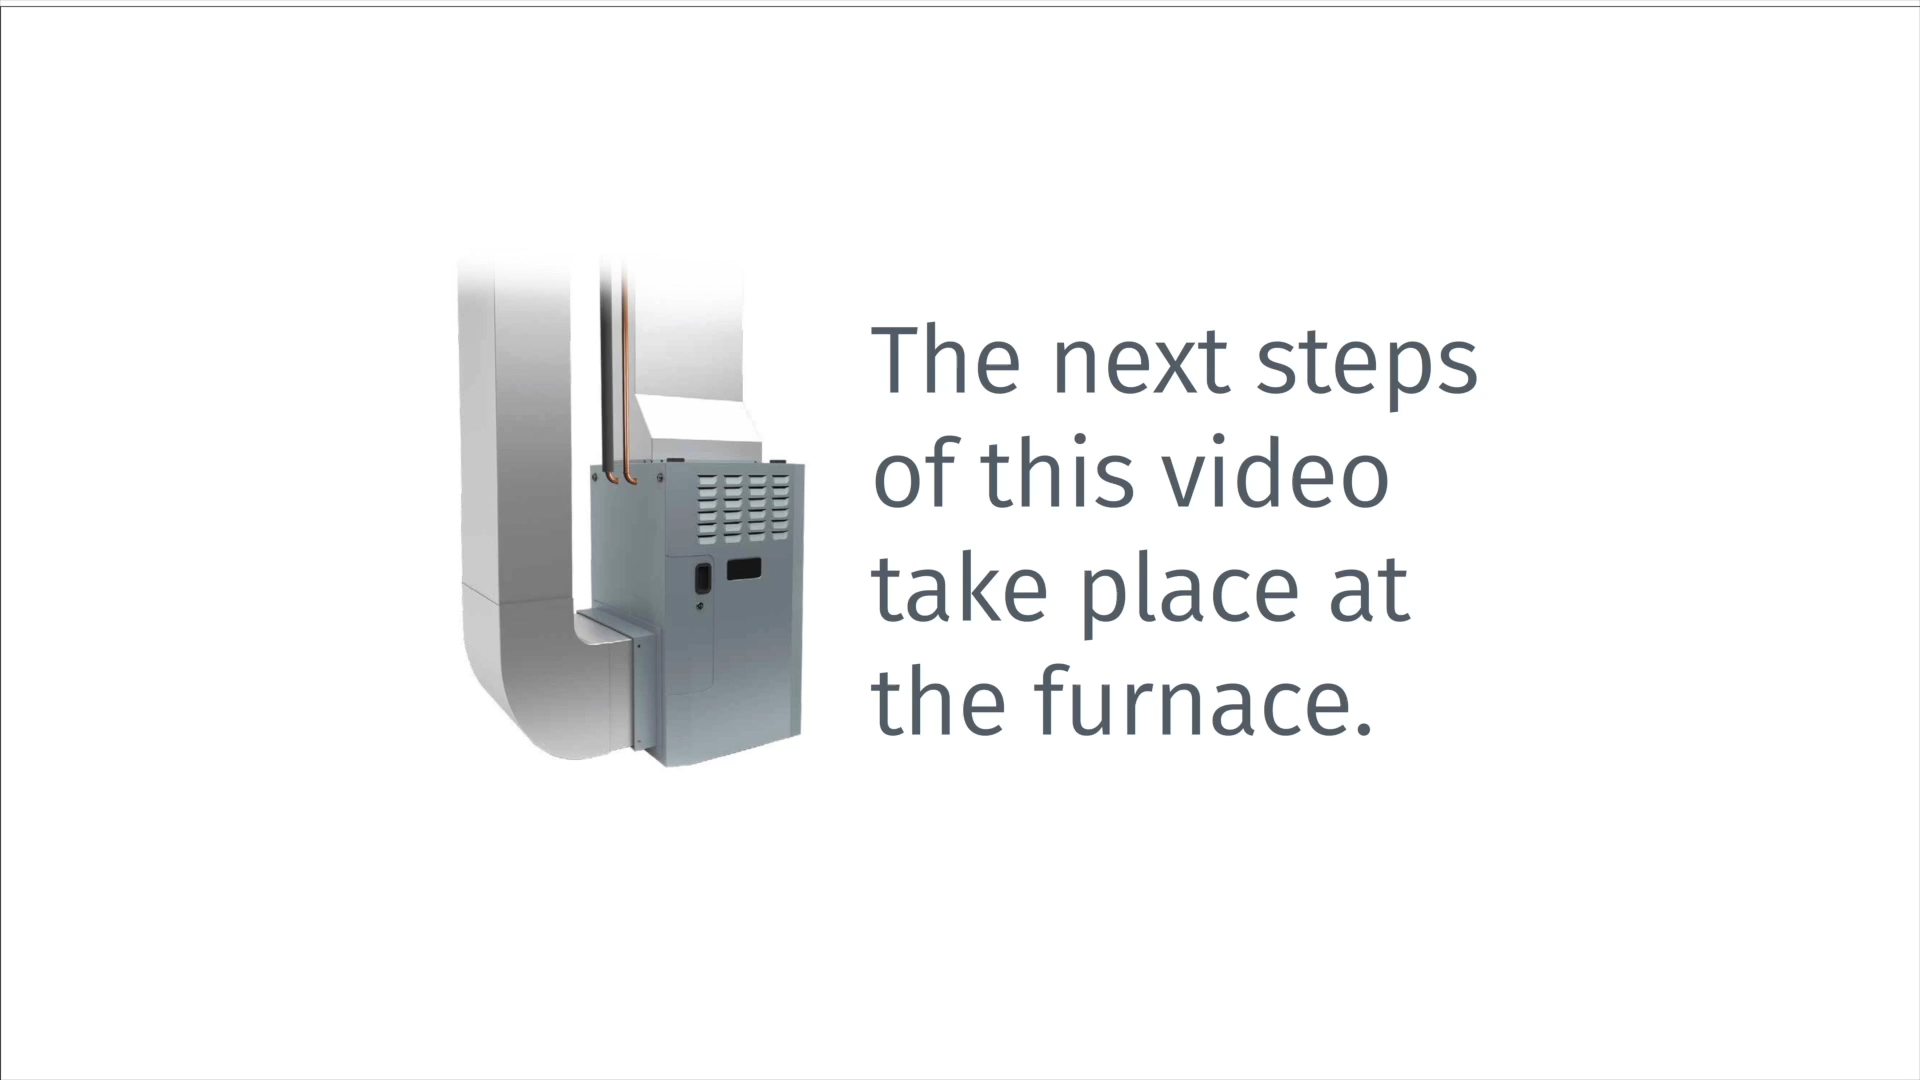 The next steps
of this video
take place at
the furnace.